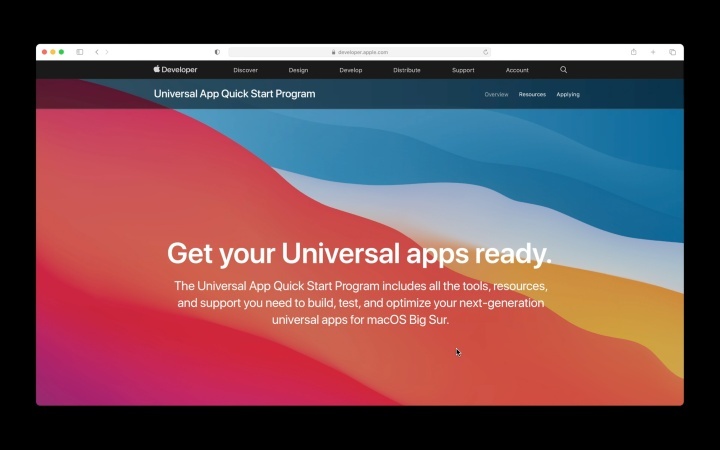 developer.apple.com
Developer Discover Design Develop Distribute Support Account
Universal App Quick Start Program Overview Resources Applying
Get your Universal apps ready.
The Universal App Quick Start Program includes all the tools, resources,
and support you need to build, test, and optimize your next-generation
universal apps for macOS Big Sur.